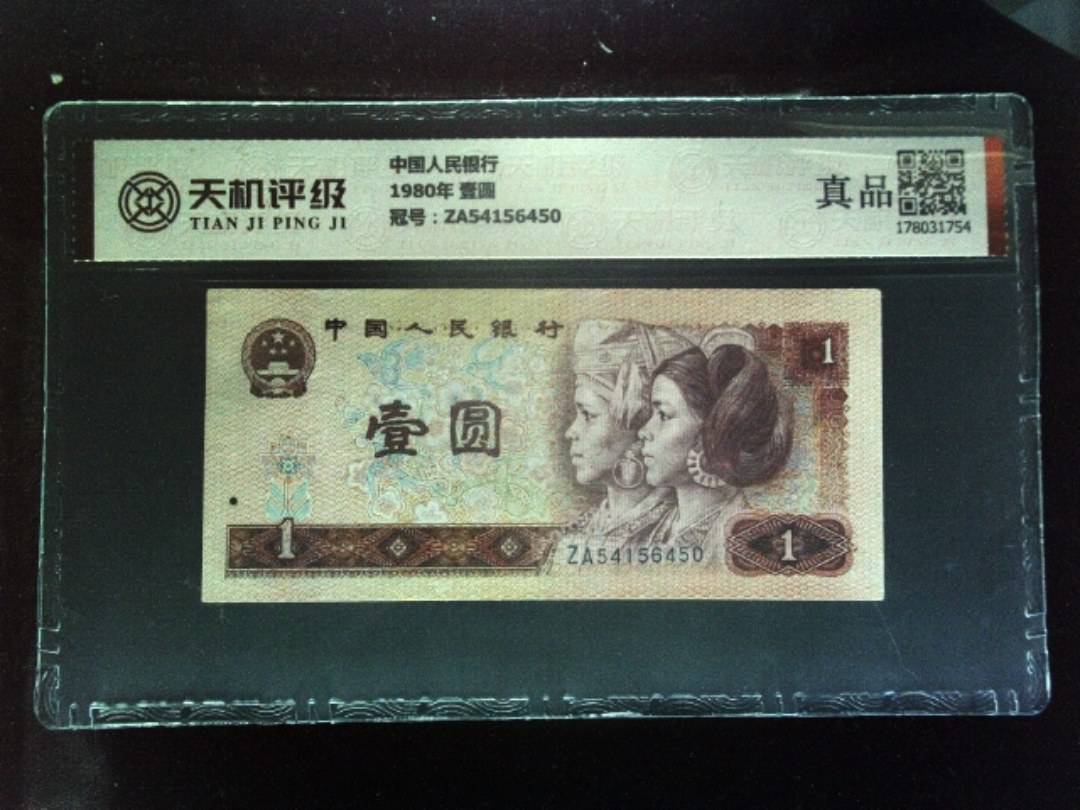 天机评级
TIAN JI PING JI
中国人民银行
1980年 壹圆
冠号：ZA54156450
真品
178031754
中国人民银行
1
壹圆
1
ZA54156450
1